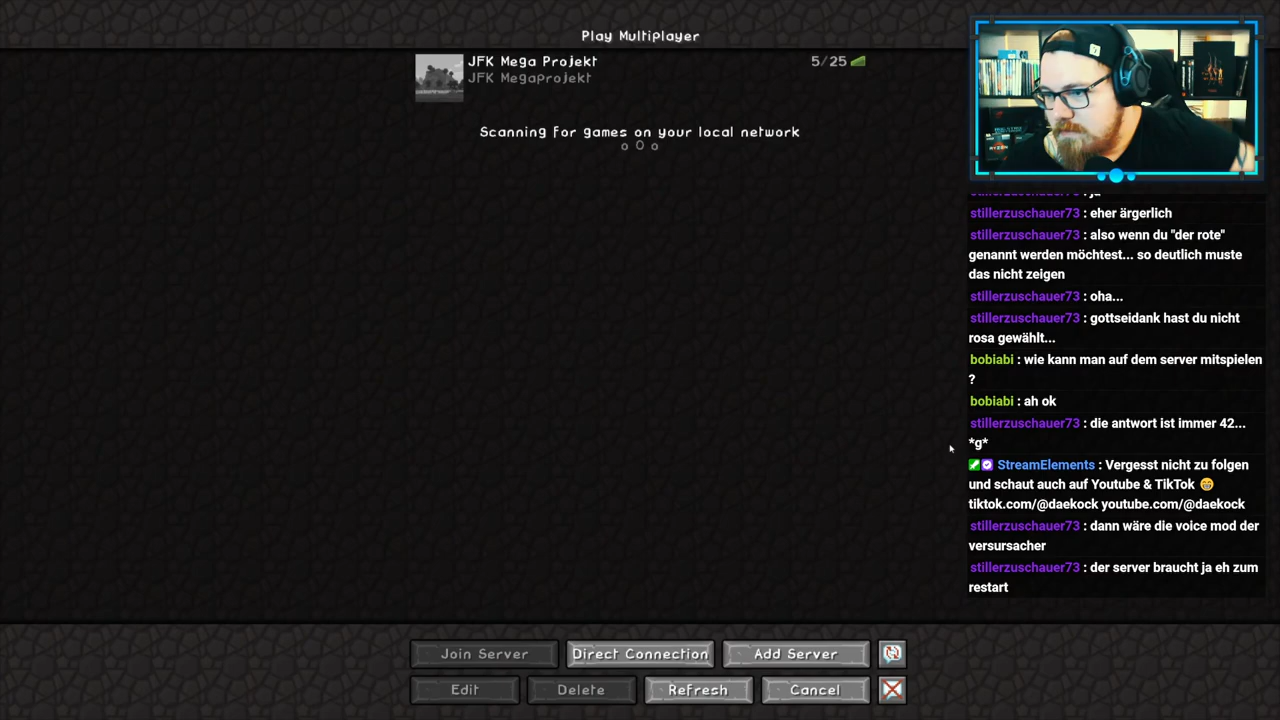 Play Multiplayer
JFK Mega Projekt
5/25
JFK Megaprojekt
Scanning for games on your local network
o O o
stillerzuschauer73 : ja
stillerzuschauer73 : eher ärgerlich
stillerzuschauer73 : also wenn du "der rote"
genannt werden möchtest... so deutlich muste
das nicht zeigen
stillerzuschauer73 : oha...
stillerzuschauer73 : gottseidank hast du nicht
rosa gewählt...
bobiabi : wie kann man auf dem server mitspielen
?
bobiabi : ah ok
stillerzuschauer73 : die antwort ist immer 42...
*g*
StreamElements : Vergesst nicht zu folgen
und schaut auch auf Youtube & TikTok 😁
tiktok.com/@daekock youtube.com/@daekock
stillerzuschauer73 : dann wäre die voice mod der
versursacher
stillerzuschauer73 : der server braucht ja eh zum
restart
Join Server
Direct Connection
Add Server
Edit
Delete
Refresh
Cancel
RYZEN